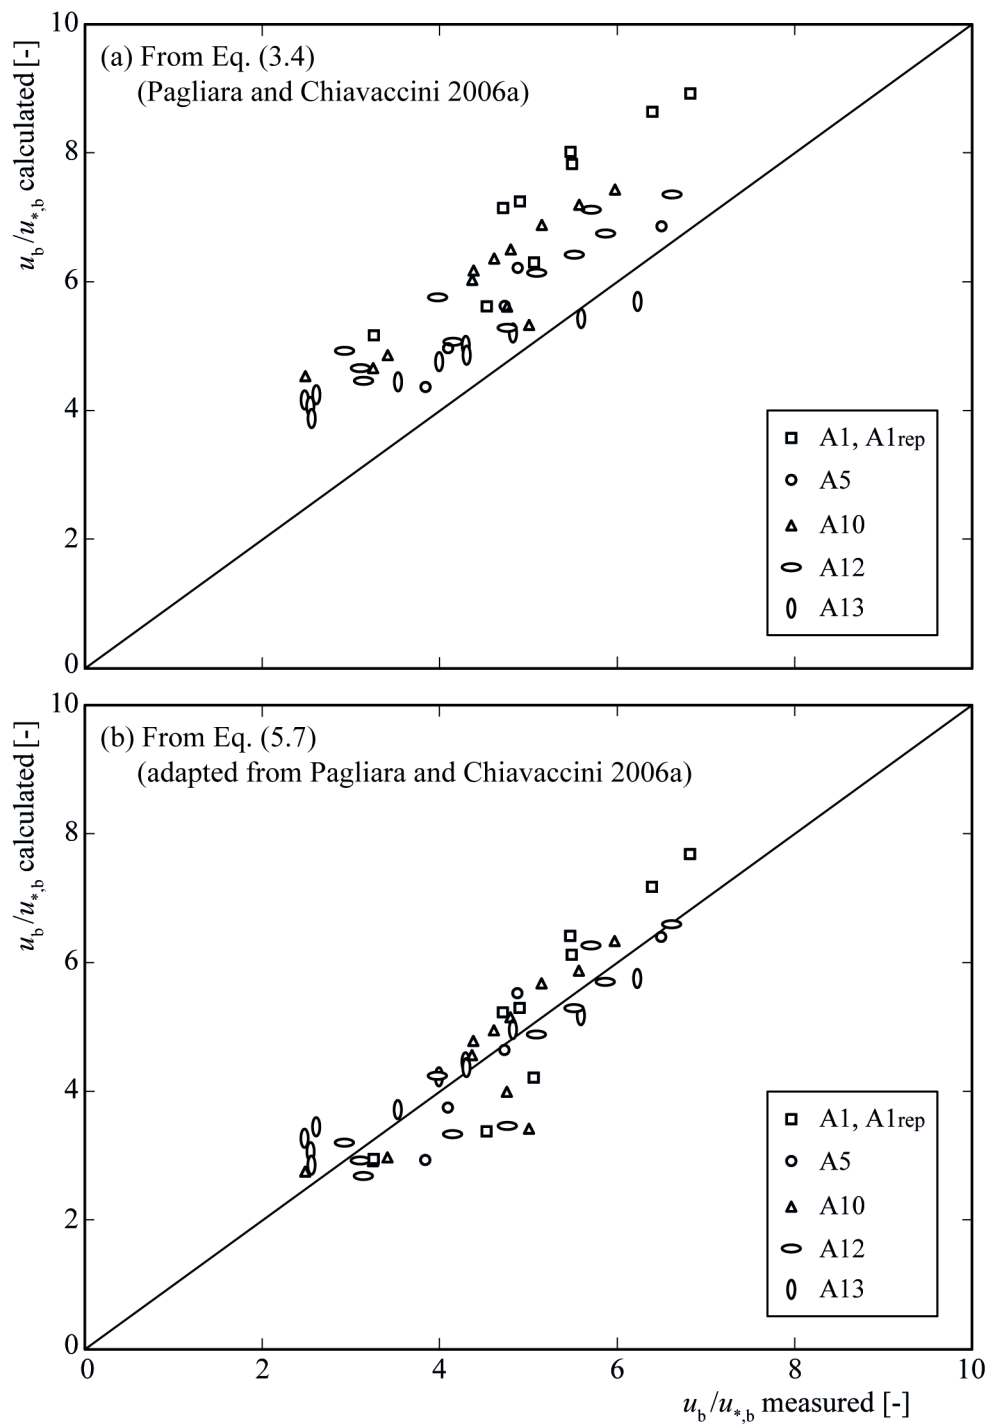 10
(a) From Eq. (3.4)
(Pagliara and Chiavaccini 2006a)
8
6
4
2
0
u_b/u_*,b calculated [-]
A1, A1rep
A5
A10
A12
A13
10
(b) From Eq. (5.7)
(adapted from Pagliara and Chiavaccini 2006a)
8
6
4
2
0
u_b/u_*,b calculated [-]
A1, A1rep
A5
A10
A12
A13
0 2 4 6 8 10
u_b/u_*,b measured [-]